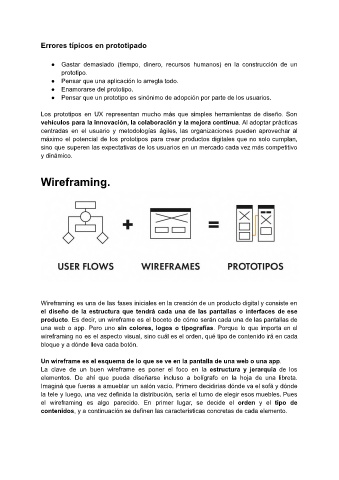 Errores típicos en prototipado
● Gastar demasiado (tiempo, dinero, recursos humanos) en la construcción de un
prototipo.
● Pensar que una aplicación lo arregla todo.
● Enamorarse del prototipo.
● Pensar que un prototipo es sinónimo de adopción por parte de los usuarios.
Los prototipos en UX representan mucho más que simples herramientas de diseño. Son
vehículos para la innovación, la colaboración y la mejora continua. Al adoptar prácticas
centradas en el usuario y metodologías ágiles, las organizaciones pueden aprovechar al
máximo el potencial de los prototipos para crear productos digitales que no solo cumplan,
sino que superen las expectativas de los usuarios en un mercado cada vez más competitivo
y dinámico.
Wireframing.
+ =
USER FLOWS WIREFRAMES PROTOTIPOS
Wireframing es una de las fases iniciales en la creación de un producto digital y consiste en
el diseño de la estructura que tendrá cada una de las pantallas o interfaces de ese
producto. Es decir, un wireframe es el boceto de cómo serán cada una de las pantallas de
una web o app. Pero uno sin colores, logos o tipografías. Porque lo que importa en el
wireframing no es el aspecto visual, sino cuál es el orden, qué tipo de contenido irá en cada
bloque y a dónde lleva cada botón.
Un wireframe es el esquema de lo que se ve en la pantalla de una web o una app.
La clave de un buen wireframe es poner el foco en la estructura y jerarquía de los
elementos. De ahí que pueda diseñarse incluso a bolígrafo en la hoja de una libreta.
Imaginá que fueras a amueblar un salón vacío. Primero decidirías dónde va el sofá y dónde
la tele y luego, una vez definida la distribución, sería el turno de elegir esos muebles. Pues
el wireframing es algo parecido. En primer lugar, se decide el orden y el tipo de
contenidos, y a continuación se definen las características concretas de cada elemento.